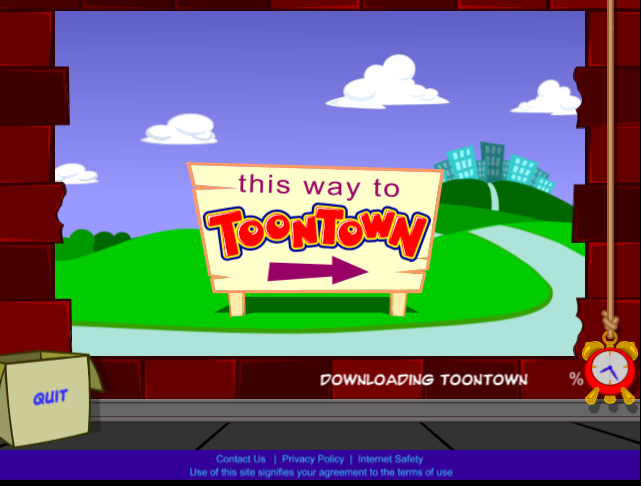 this way to
TOONTOWN
DOWNLOADING TOONTOWN %
QUIT
Contact Us | Privacy Policy | Internet Safety
Use of this site signifies your agreement to the terms of use